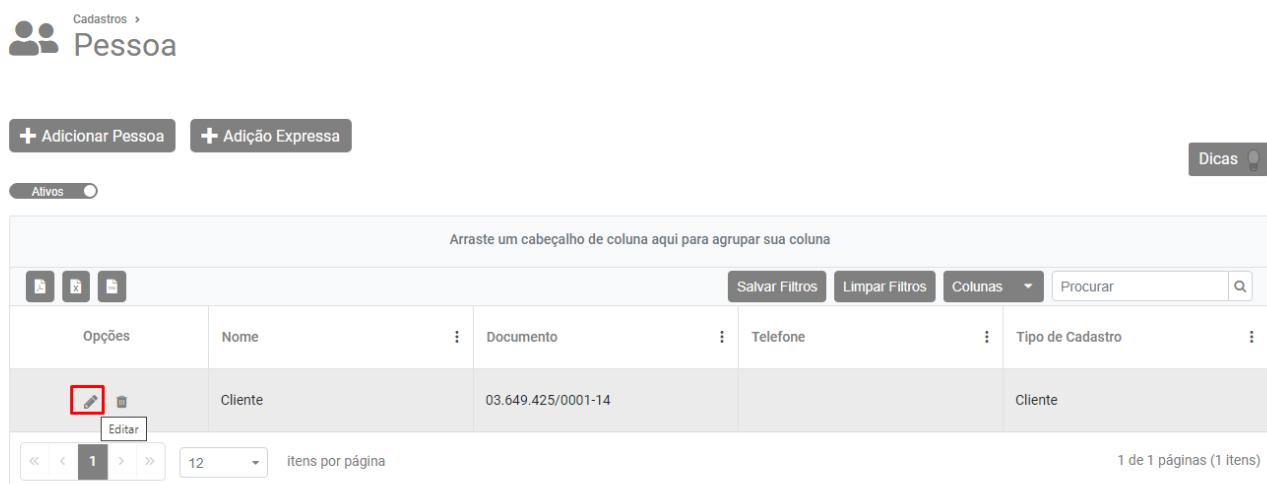 Cadastros ›
Pessoa
Adicionar Pessoa
Adição Expressa
Dicas
Ativos
Arraste um cabeçalho de coluna aqui para agrupar sua coluna
Salvar Filtros Limpar Filtros Colunas Procurar
Opções Nome Documento Telefone Tipo de Cadastro
Cliente 03.649.425/0001-14 Cliente
Editar
« ‹ 1 › » 12 itens por página 1 de 1 páginas (1 itens)